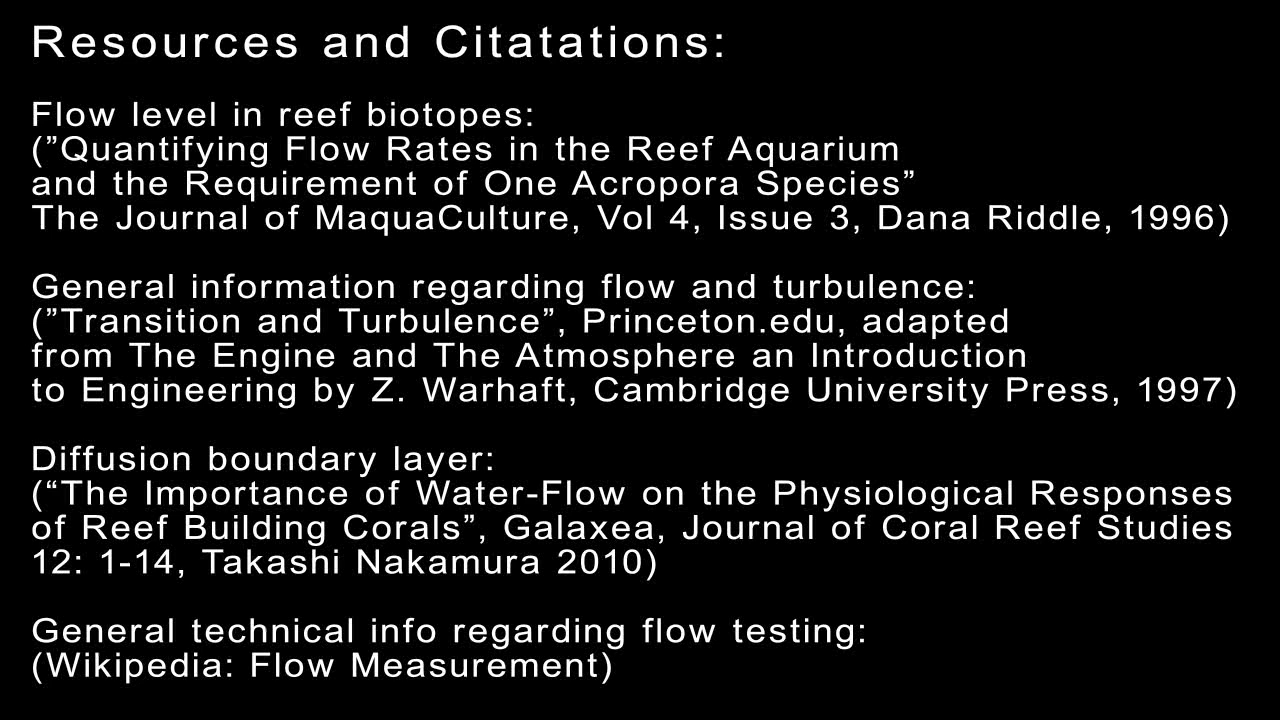 Resources and Citatations:
Flow level in reef biotopes:
(”Quantifying Flow Rates in the Reef Aquarium
and the Requirement of One Acropora Species”
The Journal of MaquaCulture, Vol 4, Issue 3, Dana Riddle, 1996)
General information regarding flow and turbulence:
(”Transition and Turbulence”, Princeton.edu, adapted
from The Engine and The Atmosphere an Introduction
to Engineering by Z. Warhaft, Cambridge University Press, 1997)
Diffusion boundary layer:
(“The Importance of Water-Flow on the Physiological Responses
of Reef Building Corals”, Galaxea, Journal of Coral Reef Studies
12: 1-14, Takashi Nakamura 2010)
General technical info regarding flow testing:
(Wikipedia: Flow Measurement)